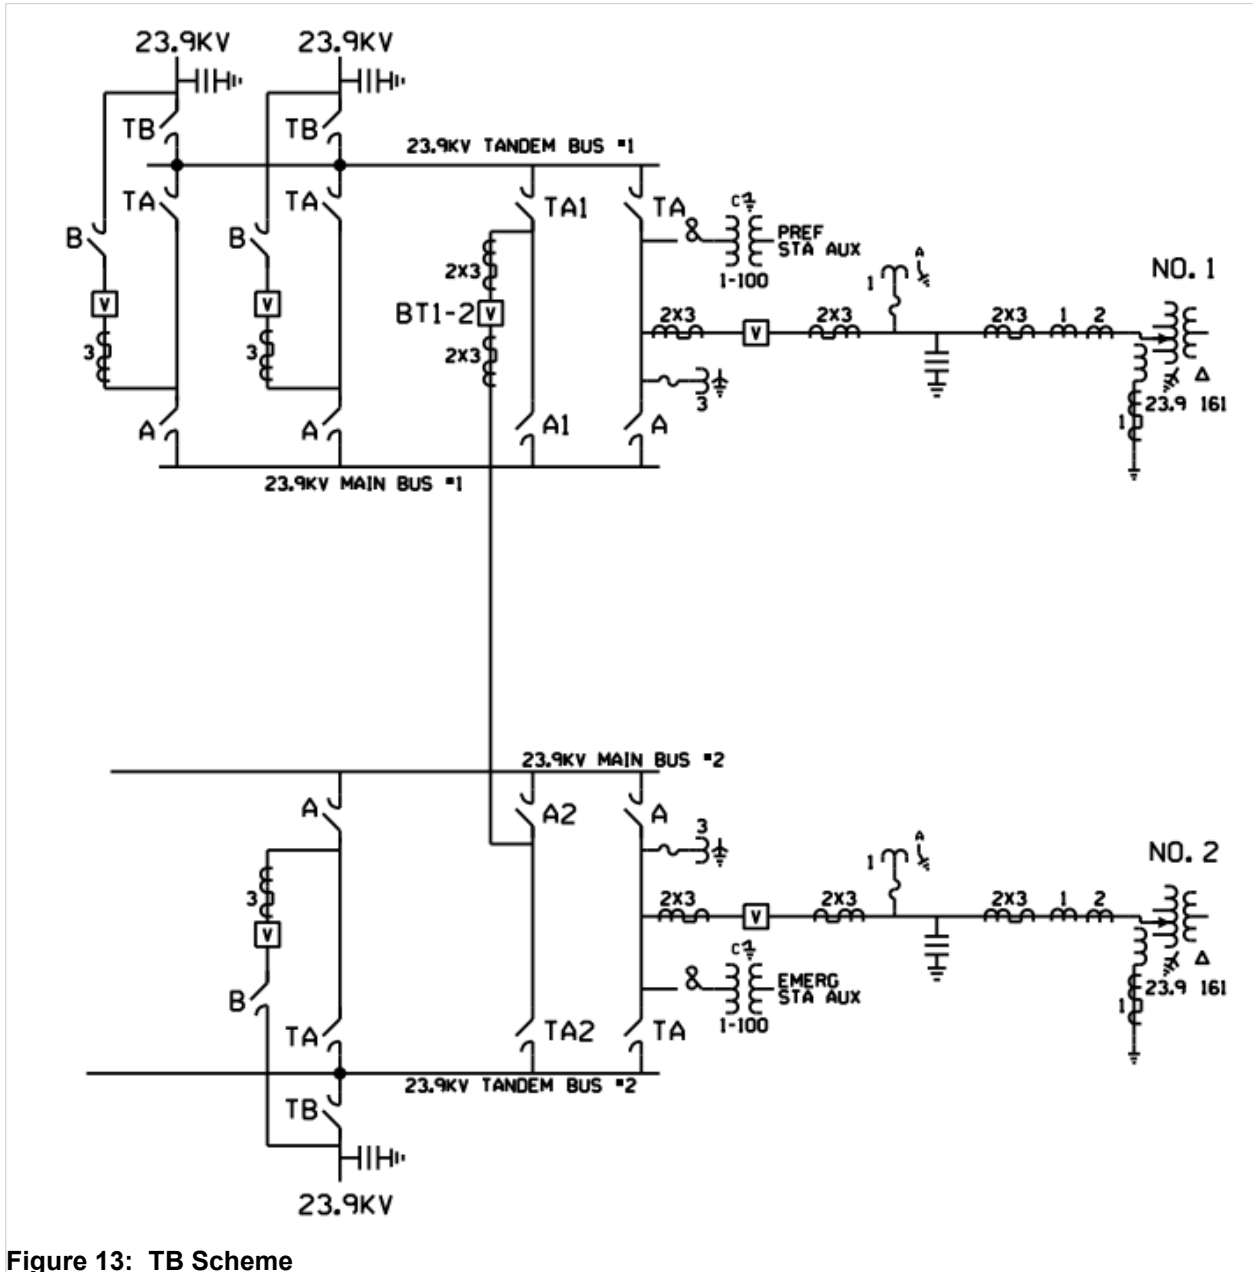 23.9KV 23.9KV
TB TB
23.9KV TANDEM BUS #1
TA TA TA1 TA
C
PREF
STA AUX
1-100
B B
2X3
V V
BT1-2 V
2X3
3 3
2X3 V 2X3
1 A
2X3 1 2
NO. 1
Δ
23.9 161
1
3
A A A1 A
23.9KV MAIN BUS #1
23.9KV MAIN BUS #2
A A2 A
3
3
V
2X3 V 2X3
1 A
2X3 1 2
NO. 2
Δ
23.9 161
1
C
EMERG
STA AUX
1-100
B
TA TA2 TA
23.9KV TANDEM BUS #2
TB
23.9KV
Figure 13: TB Scheme